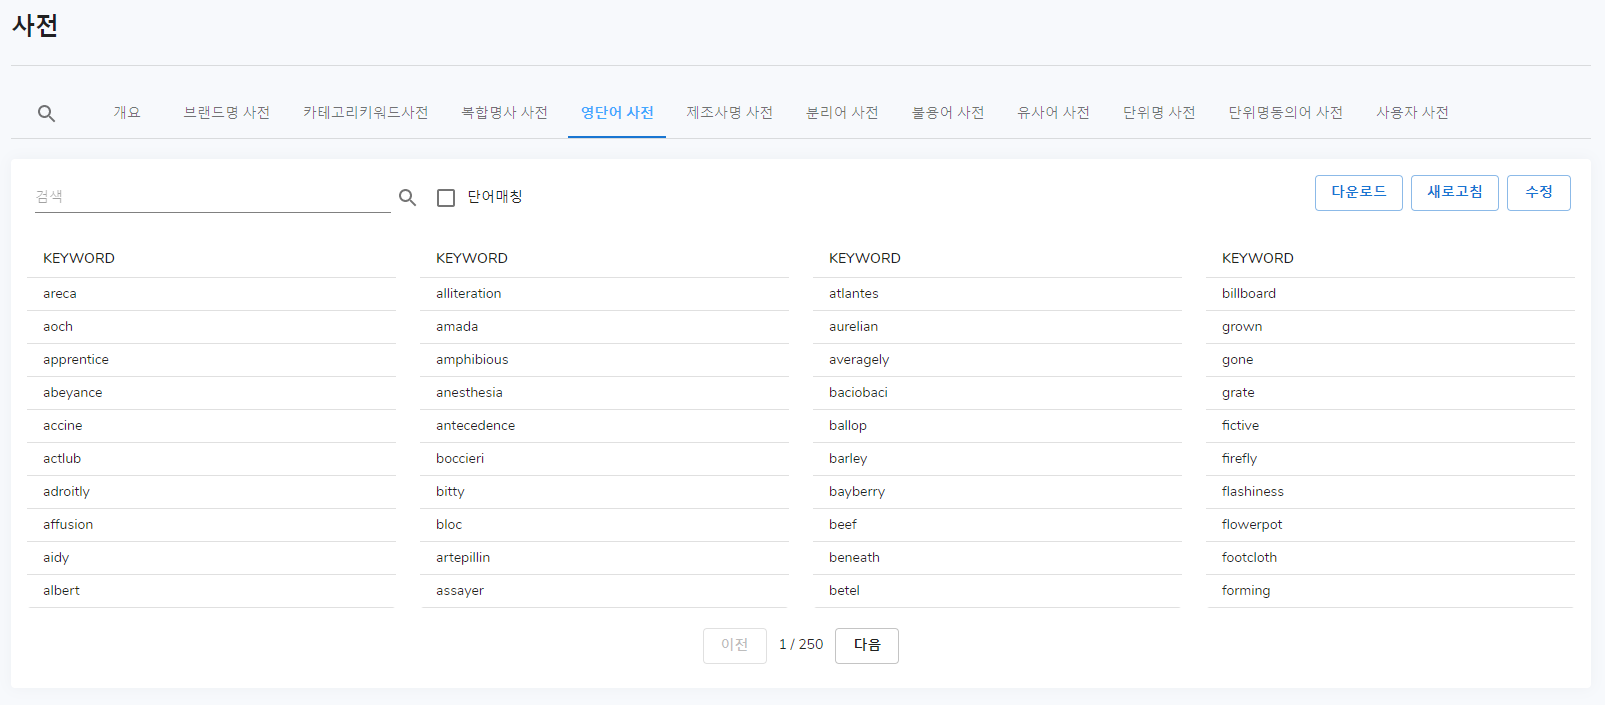 사전
개요 브랜드명 사전 카테고리키워드사전 복합명사 사전 영단어 사전 제조사명 사전 분리어 사전 불용어 사전 유사어 사전 단위명 사전 단위명동의어 사전 사용자 사전
검색 단어매칭 다운로드 새로고침 수정
KEYWORD KEYWORD KEYWORD KEYWORD
areca alliteration atlantes billboard
aoch amada aurelian grown
apprentice amphibious averagely gone
abeyance anesthesia baciobaci grate
accine antecedence ballop fictive
actlub boccieri barley firefly
adroitly bitty bayberry flashiness
affusion bloc beef flowerpot
aidy artepillin beneath footcloth
albert assayer betel forming
이전 1 / 250 다음